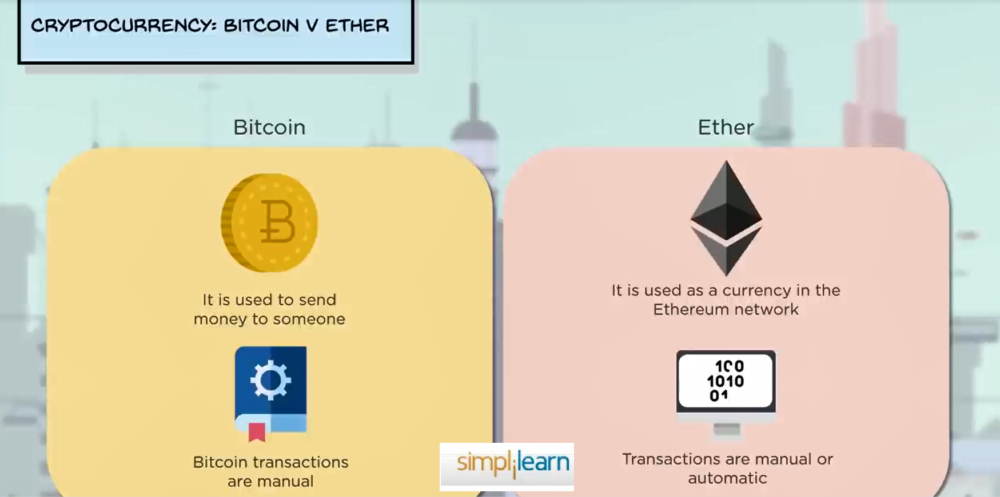 CRYPTOCURRENCY: BITCOIN V ETHER
Bitcoin
Ether
It is used to send
money to someone
It is used as a currency in the
Ethereum network
1010
01
Bitcoin transactions
are manual
Transactions are manual or
automatic
simplilearn